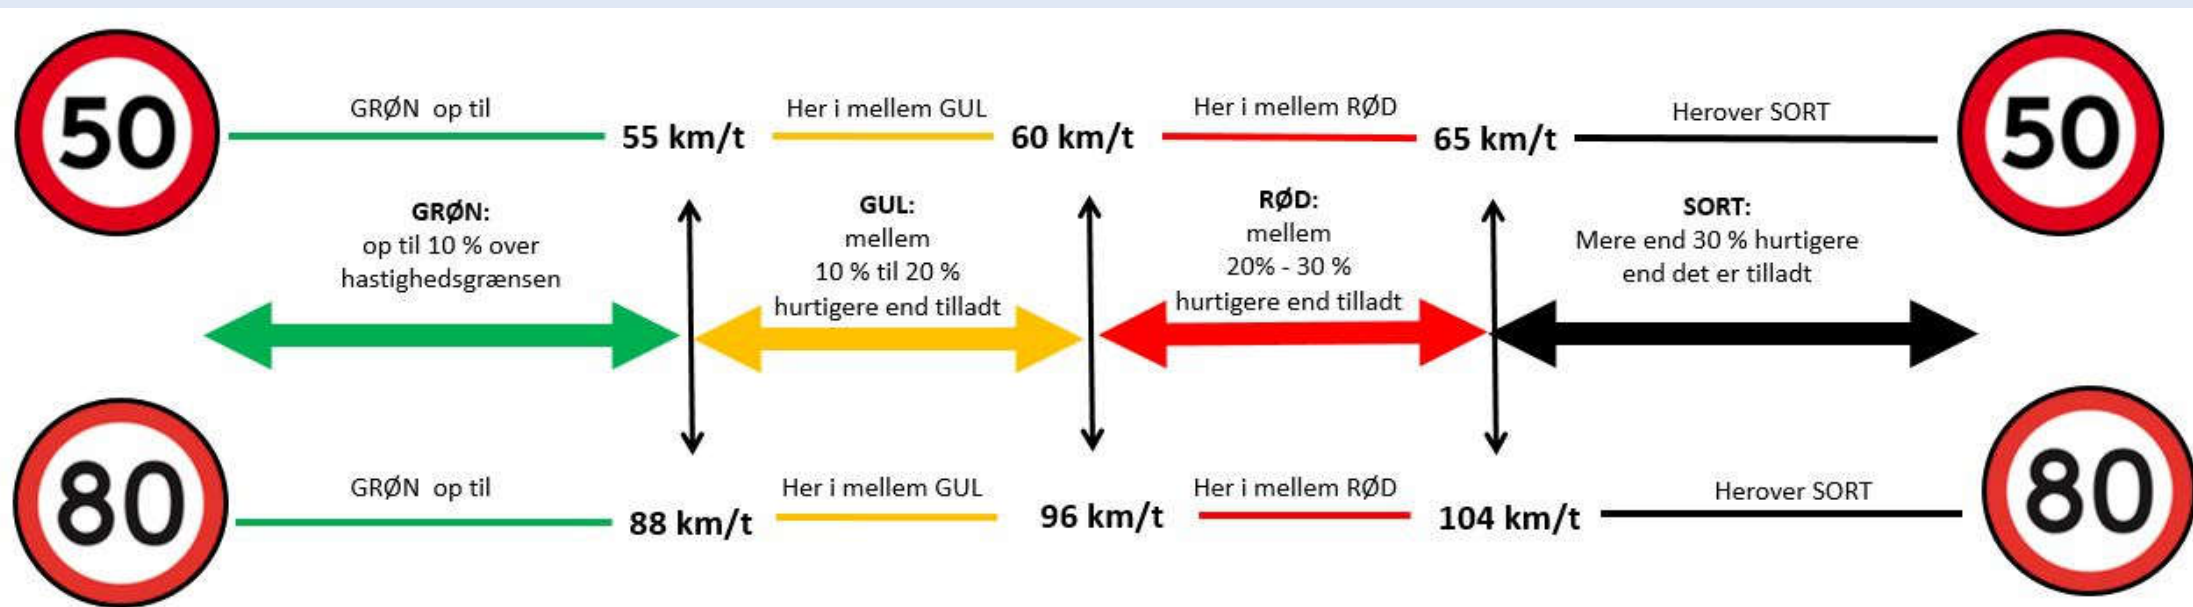 50
GRØN op til
55 km/t
Her i mellem GUL
60 km/t
Her i mellem RØD
65 km/t
Herover SORT
50
GRØN:
op til 10 % over
hastighedsgrænsen
GUL:
mellem
10 % til 20 %
hurtigere end tilladt
RØD:
mellem
20% - 30 %
hurtigere end tilladt
SORT:
Mere end 30 % hurtigere
end det er tilladt
80
GRØN op til
88 km/t
Her i mellem GUL
96 km/t
Her i mellem RØD
104 km/t
Herover SORT
80